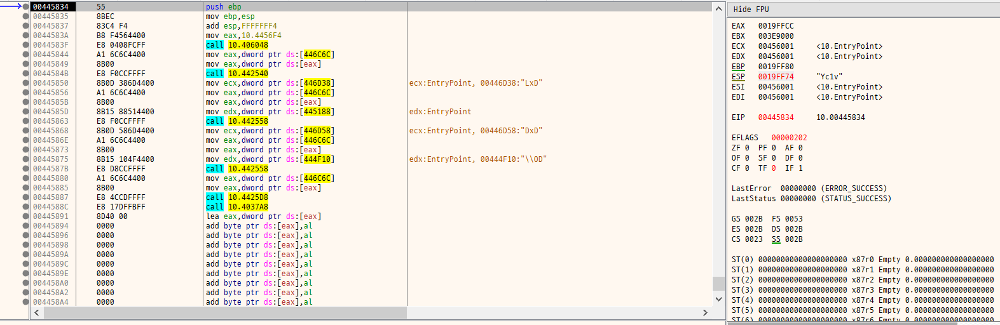 00445834 55 push ebp
00445835 8BEC mov ebp,esp
00445837 83C4 F4 add esp,FFFFFFF4
0044583A B8 F4564400 mov eax,10.4456F4
0044583F E8 0408FCFF call 10.406048
00445844 A1 6C6C4400 mov eax,dword ptr ds:[446C6C]
00445849 8B00 mov eax,dword ptr ds:[eax]
0044584B E8 F0CCFFFF call 10.442540
00445850 8B0D 386D4400 mov ecx,dword ptr ds:[446D38] ecx:EntryPoint, 00446D38:"LxD"
00445856 A1 6C6C4400 mov eax,dword ptr ds:[446C6C]
0044585B 8B00 mov eax,dword ptr ds:[eax]
0044585D 8B15 88514400 mov edx,dword ptr ds:[445188] edx:EntryPoint
00445863 E8 F0CCFFFF call 10.442558
00445868 8B0D 586D4400 mov ecx,dword ptr ds:[446D58] ecx:EntryPoint, 00446D58:"DxD"
0044586E A1 6C6C4400 mov eax,dword ptr ds:[446C6C]
00445873 8B00 mov eax,dword ptr ds:[eax]
00445875 8B15 104F4400 mov edx,dword ptr ds:[444F10] edx:EntryPoint, 00444F10:"\\OD"
0044587B E8 D8CCFFFF call 10.442558
00445880 A1 6C6C4400 mov eax,dword ptr ds:[446C6C]
00445885 8B00 mov eax,dword ptr ds:[eax]
00445887 E8 4CCDFFFF call 10.4425D8
0044588C E8 17DFFBFF call 10.4037A8
00445891 8D40 00 lea eax,dword ptr ds:[eax]
00445894 0000 add byte ptr ds:[eax],al
00445896 0000 add byte ptr ds:[eax],al
00445898 0000 add byte ptr ds:[eax],al
0044589A 0000 add byte ptr ds:[eax],al
0044589C 0000 add byte ptr ds:[eax],al
0044589E 0000 add byte ptr ds:[eax],al
004458A0 0000 add byte ptr ds:[eax],al
004458A2 0000 add byte ptr ds:[eax],al
004458A4 0000 add byte ptr ds:[eax],al
Hide FPU
EAX 0019FFCC
EBX 003E9000
ECX 00456001 <10.EntryPoint>
EDX 00456001 <10.EntryPoint>
EBP 0019FF80
ESP 0019FF74 "Yc1v"
ESI 00456001 <10.EntryPoint>
EDI 00456001 <10.EntryPoint>
EIP 00445834 10.00445834
EFLAGS 00000202
ZF 0 PF 0 AF 0
OF 0 SF 0 DF 0
CF 0 TF 0 IF 1
LastError 00000000 (ERROR_SUCCESS)
LastStatus 00000000 (STATUS_SUCCESS)
GS 002B FS 0053
ES 002B DS 002B
CS 0023 SS 002B
ST(0) 00000000000000000000 x87r0 Empty 0.000000000000000000
ST(1) 00000000000000000000 x87r1 Empty 0.000000000000000000
ST(2) 00000000000000000000 x87r2 Empty 0.000000000000000000
ST(3) 00000000000000000000 x87r3 Empty 0.000000000000000000
ST(4) 00000000000000000000 x87r4 Empty 0.000000000000000000
ST(5) 00000000000000000000 x87r5 Empty 0.000000000000000000
ST(6) 00000000000000000000 x87r6 Empty 0.000000000000000000